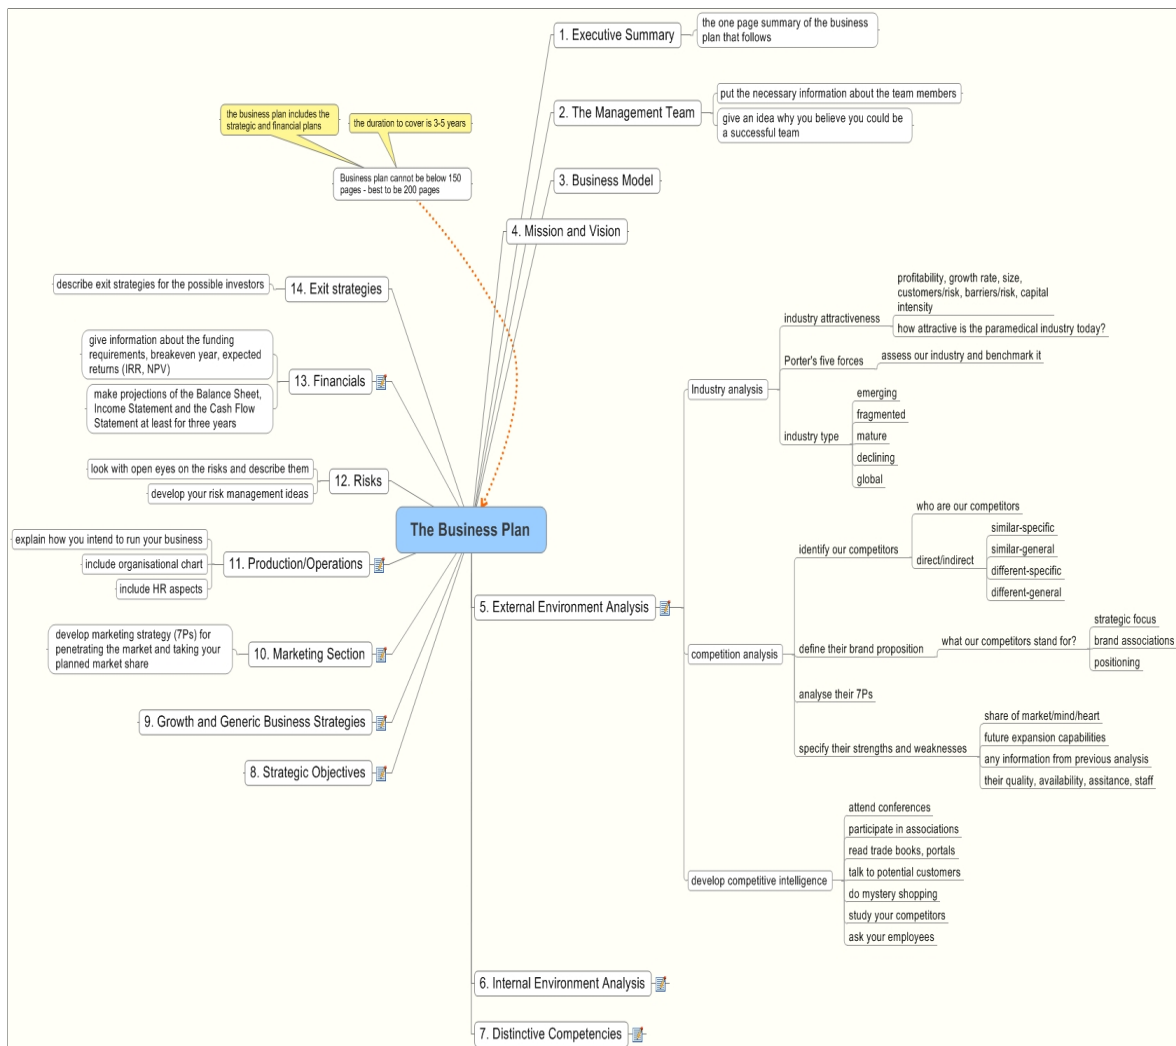 1. Executive Summary
the one page summary of the business
plan that follows
2. The Management Team
put the necessary information about the team members
give an idea why you believe you could be
a successful team
3. Business Model
4. Mission and Vision
the business plan includes the
strategic and financial plans
the duration to cover is 3-5 years
Business plan cannot be below 150
pages - best to be 200 pages
The Business Plan
5. External Environment Analysis
Industry analysis
industry attractiveness
profitability, growth rate, size,
customers/risk, barriers/risk, capital
intensity
how attractive is the paramedical industry today?
Porter's five forces
assess our industry and benchmark it
industry type
emerging
fragmented
mature
declining
global
competition analysis
identify our competitors
who are our competitors
direct/indirect
similar-specific
similar-general
different-specific
different-general
define their brand proposition
what our competitors stand for?
strategic focus
brand associations
positioning
analyse their 7Ps
specify their strengths and weaknesses
share of market/mind/heart
future expansion capabilities
any information from previous analysis
their quality, availability, assitance, staff
develop competitive intelligence
attend conferences
participate in associations
read trade books, portals
talk to potential customers
do mystery shopping
study your competitors
ask your employees
6. Internal Environment Analysis
7. Distinctive Competencies
8. Strategic Objectives
9. Growth and Generic Business Strategies
10. Marketing Section
develop marketing strategy (7Ps) for
penetrating the market and taking your
planned market share
11. Production/Operations
explain how you intend to run your business
include organisational chart
include HR aspects
12. Risks
look with open eyes on the risks and describe them
develop your risk management ideas
13. Financials
give information about the funding
requirements, breakeven year, expected
returns (IRR, NPV)
make projections of the Balance Sheet,
Income Statement and the Cash Flow
Statement at least for three years
14. Exit strategies
describe exit strategies for the possible investors